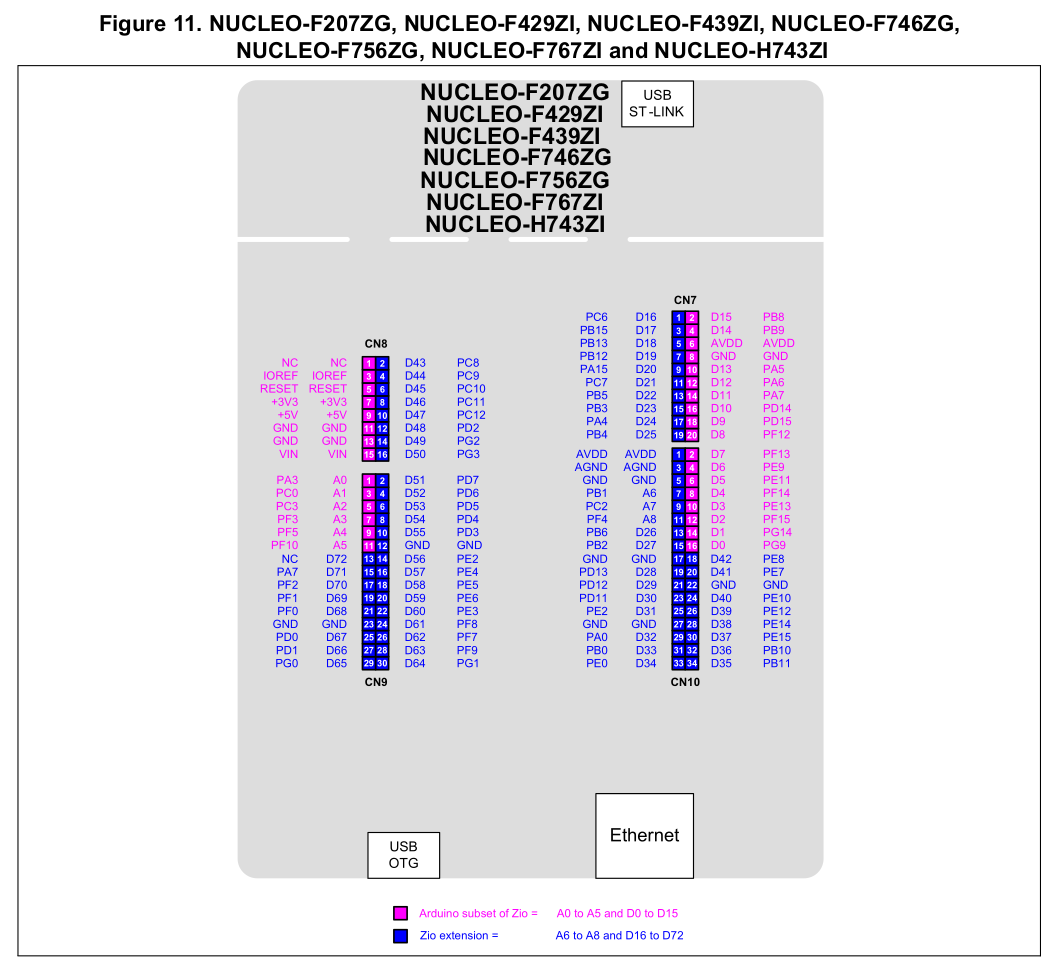 Figure 11. NUCLEO-F207ZG, NUCLEO-F429ZI, NUCLEO-F439ZI, NUCLEO-F746ZG,
NUCLEO-F756ZG, NUCLEO-F767ZI and NUCLEO-H743ZI
NUCLEO-F207ZG
NUCLEO-F429ZI
NUCLEO-F439ZI
NUCLEO-F746ZG
NUCLEO-F756ZG
NUCLEO-F767ZI
NUCLEO-H743ZI
USB
ST-LINK
CN8
NC NC 1 2 D43 PC8
IOREF IOREF 3 4 D44 PC9
RESET RESET 5 6 D45 PC10
+3V3 +3V3 7 8 D46 PC11
+5V +5V 9 10 D47 PC12
GND GND 11 12 D48 PD2
GND GND 13 14 D49 PG2
VIN VIN 15 16 D50 PG3
PA3 A0 1 2 D51 PD7
PC0 A1 3 4 D52 PD6
PC3 A2 5 6 D53 PD5
PF3 A3 7 8 D54 PD4
PF5 A4 9 10 D55 PD3
PF10 A5 11 12 GND GND
NC D72 13 14 D56 PE2
PA7 D71 15 16 D57 PE4
PF2 D70 17 18 D58 PE5
PF1 D69 19 20 D59 PE6
PF0 D68 21 22 D60 PE3
GND GND 23 24 D61 PF8
PD0 D67 25 26 D62 PF7
PD1 D66 27 28 D63 PF9
PG0 D65 29 30 D64 PG1
CN9
CN7
PC6 D16 1 2 D15 PB8
PB15 D17 3 4 D14 PB9
PB13 D18 5 6 AVDD AVDD
PB12 D19 7 8 GND GND
PA15 D20 9 10 D13 PA5
PC7 D21 11 12 D12 PA6
PB5 D22 13 14 D11 PA7
PB3 D23 15 16 D10 PD14
PA4 D24 17 18 D9 PD15
PB4 D25 19 20 D8 PF12
AVDD AVDD 1 2 D7 PF13
AGND AGND 3 4 D6 PE9
GND GND 5 6 D5 PE11
PB1 A6 7 8 D4 PF14
PC2 A7 9 10 D3 PE13
PF4 A8 11 12 D2 PF15
PB6 D26 13 14 D1 PG14
PB2 D27 15 16 D0 PG9
GND GND 17 18 D42 PE8
PD13 D28 19 20 D41 PE7
PD12 D29 21 22 GND GND
PD11 D30 23 24 D40 PE10
PE2 D31 25 26 D39 PE12
GND GND 27 28 D38 PE14
PA0 D32 29 30 D37 PE15
PB0 D33 31 32 D36 PB10
PE0 D34 33 34 D35 PB11
CN10
USB
OTG
Ethernet
Arduino subset of Zio = A0 to A5 and D0 to D15
Zio extension = A6 to A8 and D16 to D72